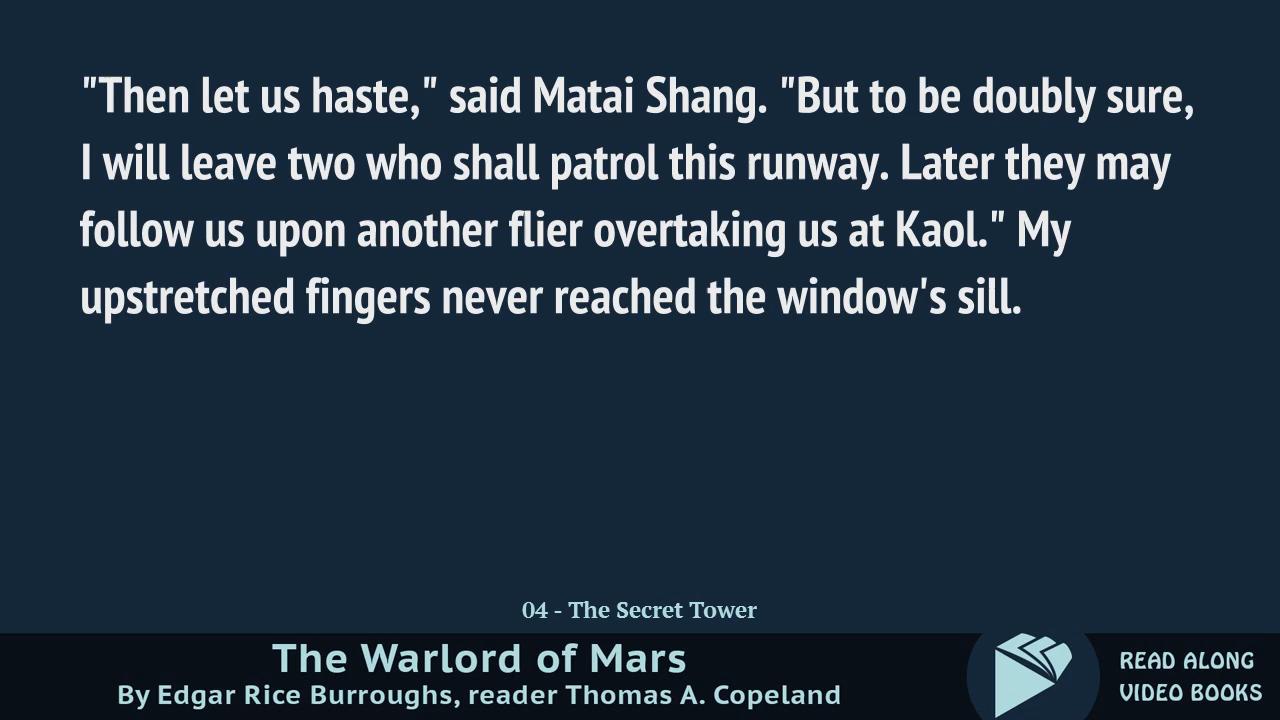 "Then let us haste," said Matai Shang. "But to be doubly sure,
I will leave two who shall patrol this runway. Later they may
follow us upon another flier overtaking us at Kaol." My
upstretched fingers never reached the window's sill.
04 - The Secret Tower
The Warlord of Mars
By Edgar Rice Burroughs, reader Thomas A. Copeland
READ ALONG
VIDEO BOOKS